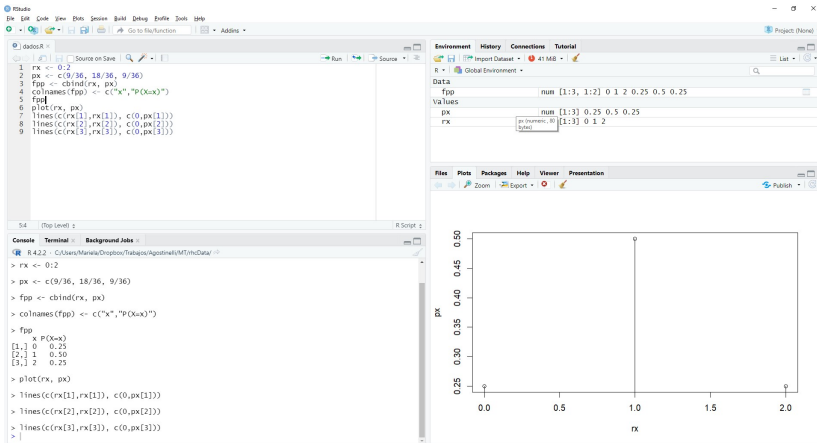 RStudio
File Edit Code View Plots Session Build Debug Profile Tools Help
Go to file/function
Addins
Project: (None)
dados.R
Source on Save
Run
Source
1 rx <- 0:2
2 px <- c(9/36, 18/36, 9/36)
3 fpp <- cbind(rx, px)
4 colnames(fpp) <- c("x","P(X=x)")
5 fpp
6 plot(rx, px)
7 lines(c(rx[1],rx[1]), c(0,px[1]))
8 lines(c(rx[2],rx[2]), c(0,px[2]))
9 lines(c(rx[3],rx[3]), c(0,px[3]))
5:4 (Top Level) R Script
Console Terminal Background Jobs
R 4.2.2 · C:/Users/Mariela/Dropbox/Trabajos/Agostinelli/MT/rhcData/
> rx <- 0:2
> px <- c(9/36, 18/36, 9/36)
> fpp <- cbind(rx, px)
> colnames(fpp) <- c("x","P(X=x)")
> fpp
x P(X=x)
[1,] 0 0.25
[2,] 1 0.50
[3,] 2 0.25
> plot(rx, px)
> lines(c(rx[1],rx[1]), c(0,px[1]))
> lines(c(rx[2],rx[2]), c(0,px[2]))
> lines(c(rx[3],rx[3]), c(0,px[3]))
>
Environment History Connections Tutorial
Import Dataset 41 MiB List
R Global Environment
Data
fpp num [1:3, 1:2] 0 1 2 0.25 0.5 0.25
Values
px num [1:3] 0.25 0.5 0.25
rx num [1:3] 0 1 2
px (numeric, 80
bytes)
Files Plots Packages Help Viewer Presentation
Zoom Export Publish
px
0.50
0.45
0.40
0.35
0.30
0.25
0.0 0.5 1.0 1.5 2.0
rx